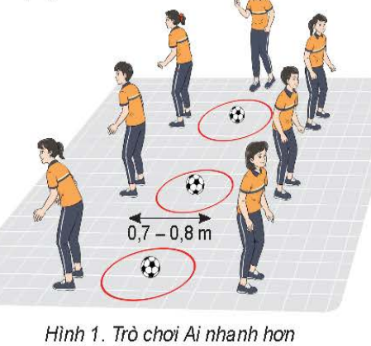 0,7 – 0,8 m
Hình 1. Trò chơi Ai nhanh hơn